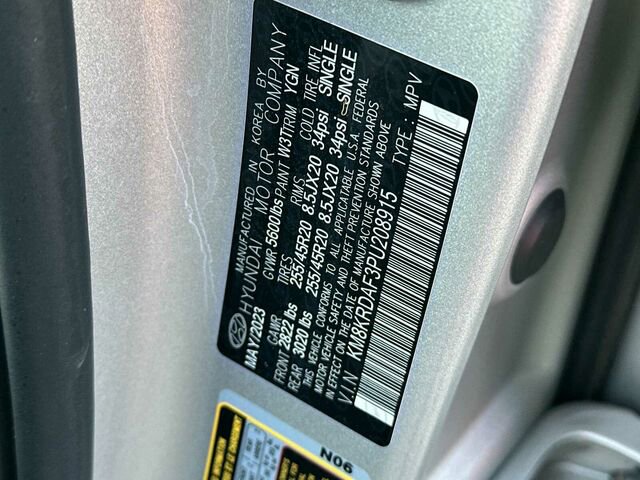 MANUFACTURED IN KOREA BY
HYUNDAI MOTOR COMPANY
MAY/2023 GVWR 5600lbs PAINT W3T TRIM YGN
GAWR TIRES RIMS COLD TIRE INFL
FRONT 2822 lbs 255/45R20 8.5JX20 34psi SINGLE
REAR 3020 lbs 255/45R20 8.5JX20 34psi SINGLE
THIS VEHICLE CONFORMS TO ALL APPLICABLE U.S.A. FEDERAL
MOTOR VEHICLE SAFETY AND THEFT PREVENTION STANDARDS
IN EFFECT ON THE DATE OF MANUFACTURE SHOWN ABOVE
V.I.N KM8KRDAF3PU208915 TYPE : MPV
N06